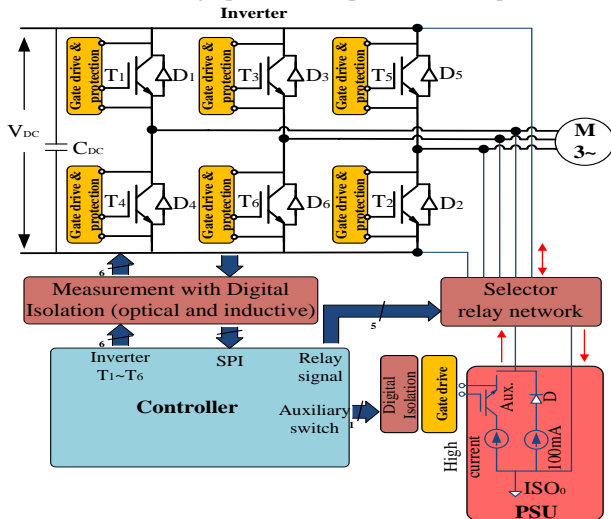 Inverter
Gate drive &
protection
T1
D1
Gate drive &
protection
T3
D3
Gate drive &
protection
T5
D5
VDC
CDC
M
3~
Gate drive &
protection
T4
D4
Gate drive &
protection
T6
D6
Gate drive &
protection
T2
D2
6
Measurement with Digital
Isolation (optical and inductive)
Selector
relay network
6
5
Inverter
T1~T6
SPI
Relay
signal
Controller
Auxiliary
switch
1
Digital
Isolation
Gate drive
High
current
Aux.
D
100mA
ISO0
PSU